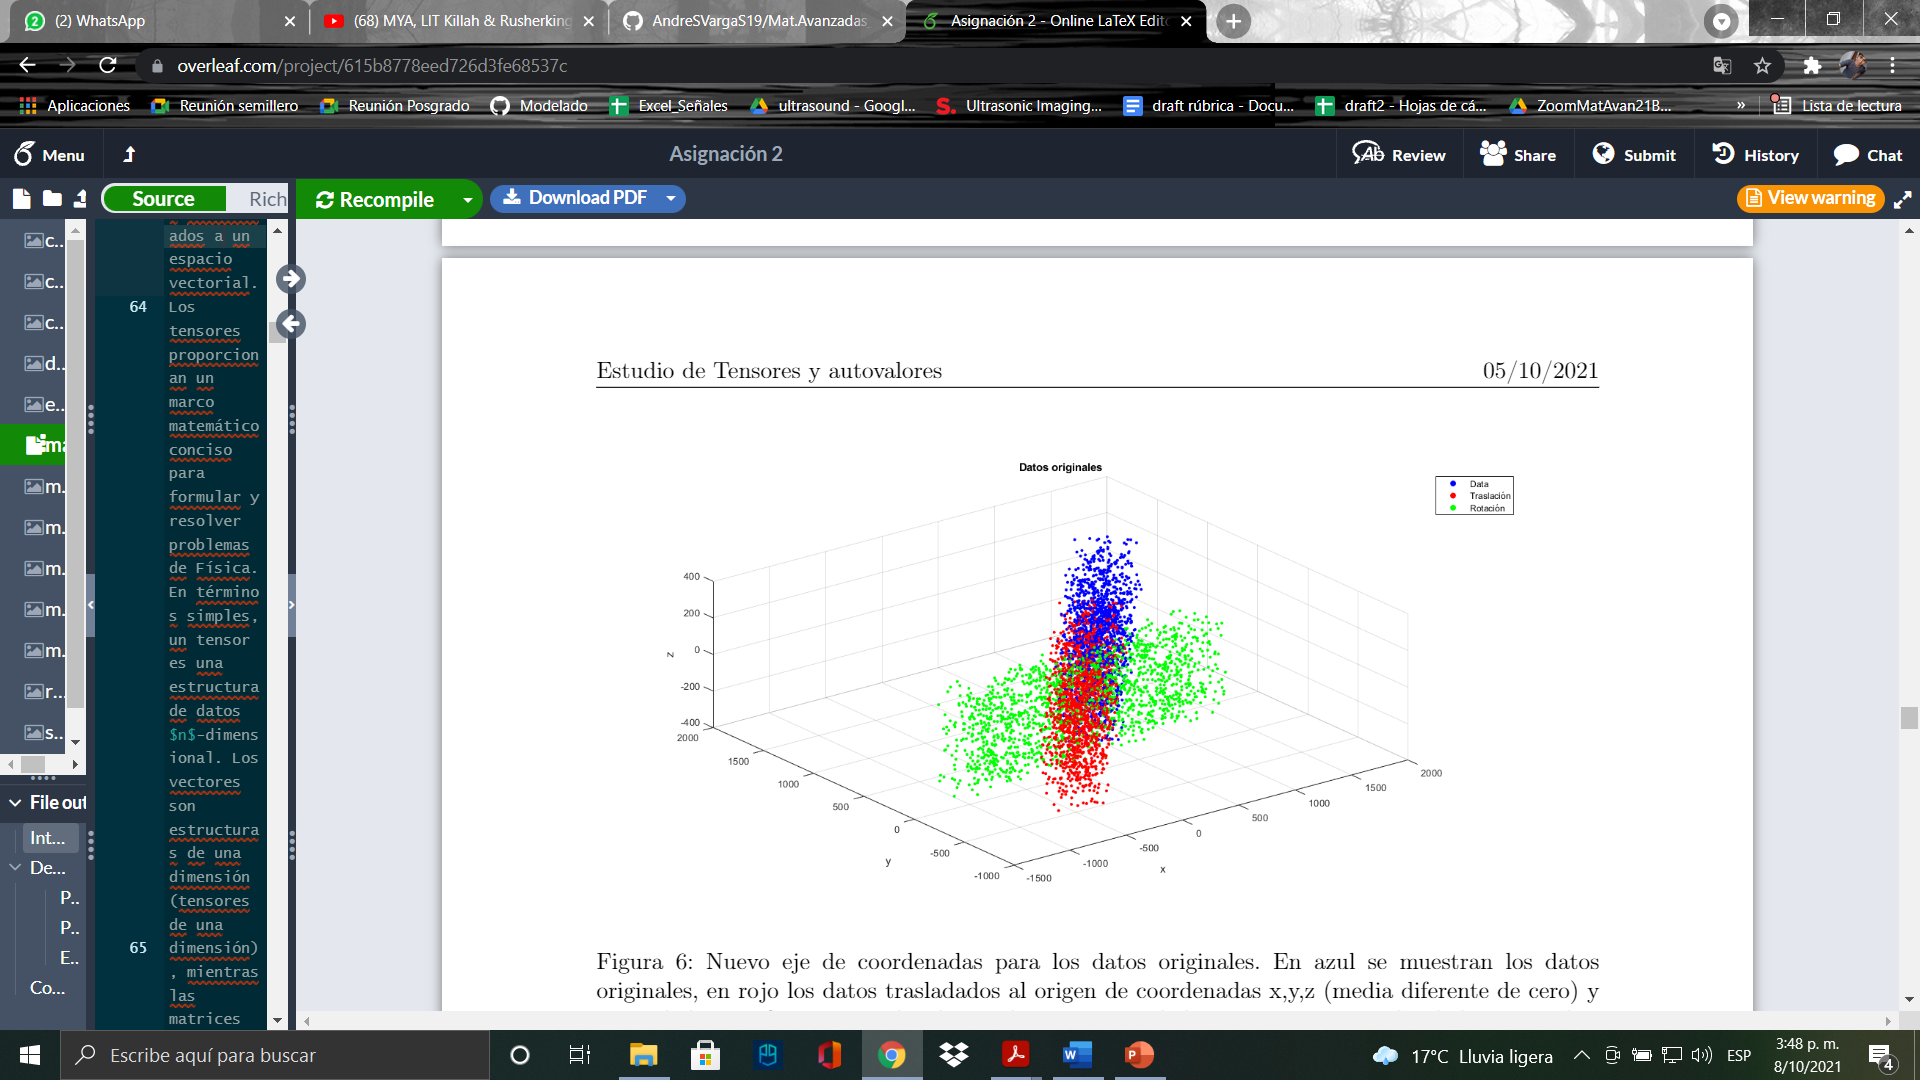 (2) WhatsApp
(68) MYA, LIT Killah & Rusherking
AndreSVargaS19/Mat.Avanzadas
Asignación 2 - Online LaTeX Edit
overleaf.com/project/615b8778eed726d3fe68537c
Aplicaciones
Reunión semillero
Reunión Posgrado
Modelado
Excel_Señales
ultrasound - Googl...
Ultrasonic Imaging...
draft rúbrica - Docu...
draft2 - Hojas de cá...
ZoomMatAvan21B...
»
Lista de lectura
Menu
Asignación 2
Review
Share
Submit
History
Chat
Source
Rich
Recompile
Download PDF
View warning
c..
c..
c..
d..
e..
ma
m.
m.
m.
m.
m.
r...
s..
File out
Int...
De...
P..
P..
E..
Co...
ados a un
espacio
vectorial.
64 Los
tensores
proporcion
an un
marco
matemático
conciso
para
formular y
resolver
problemas
de Física.
En término
s simples,
un tensor
es una
estructura
de datos
$n$-dimens
ional. Los
vectores
son
estructura
s de una
dimensión
(tensores
de una
65 dimensión)
, mientras
las
matrices
Estudio de Tensores y autovalores 05/10/2021
Datos originales
Data
Traslación
Rotación
400
200
0
-200
-400
z
2000
1500
1000
500
0
-500
-1000
y
-1500
-1000
-500
0
500
1000
1500
2000
x
Figura 6: Nuevo eje de coordenadas para los datos originales. En azul se muestran los datos
originales, en rojo los datos trasladados al origen de coordenadas x,y,z (media diferente de cero) y
Escribe aquí para buscar
17°C Lluvia ligera
ESP
3:48 p. m.
8/10/2021
4